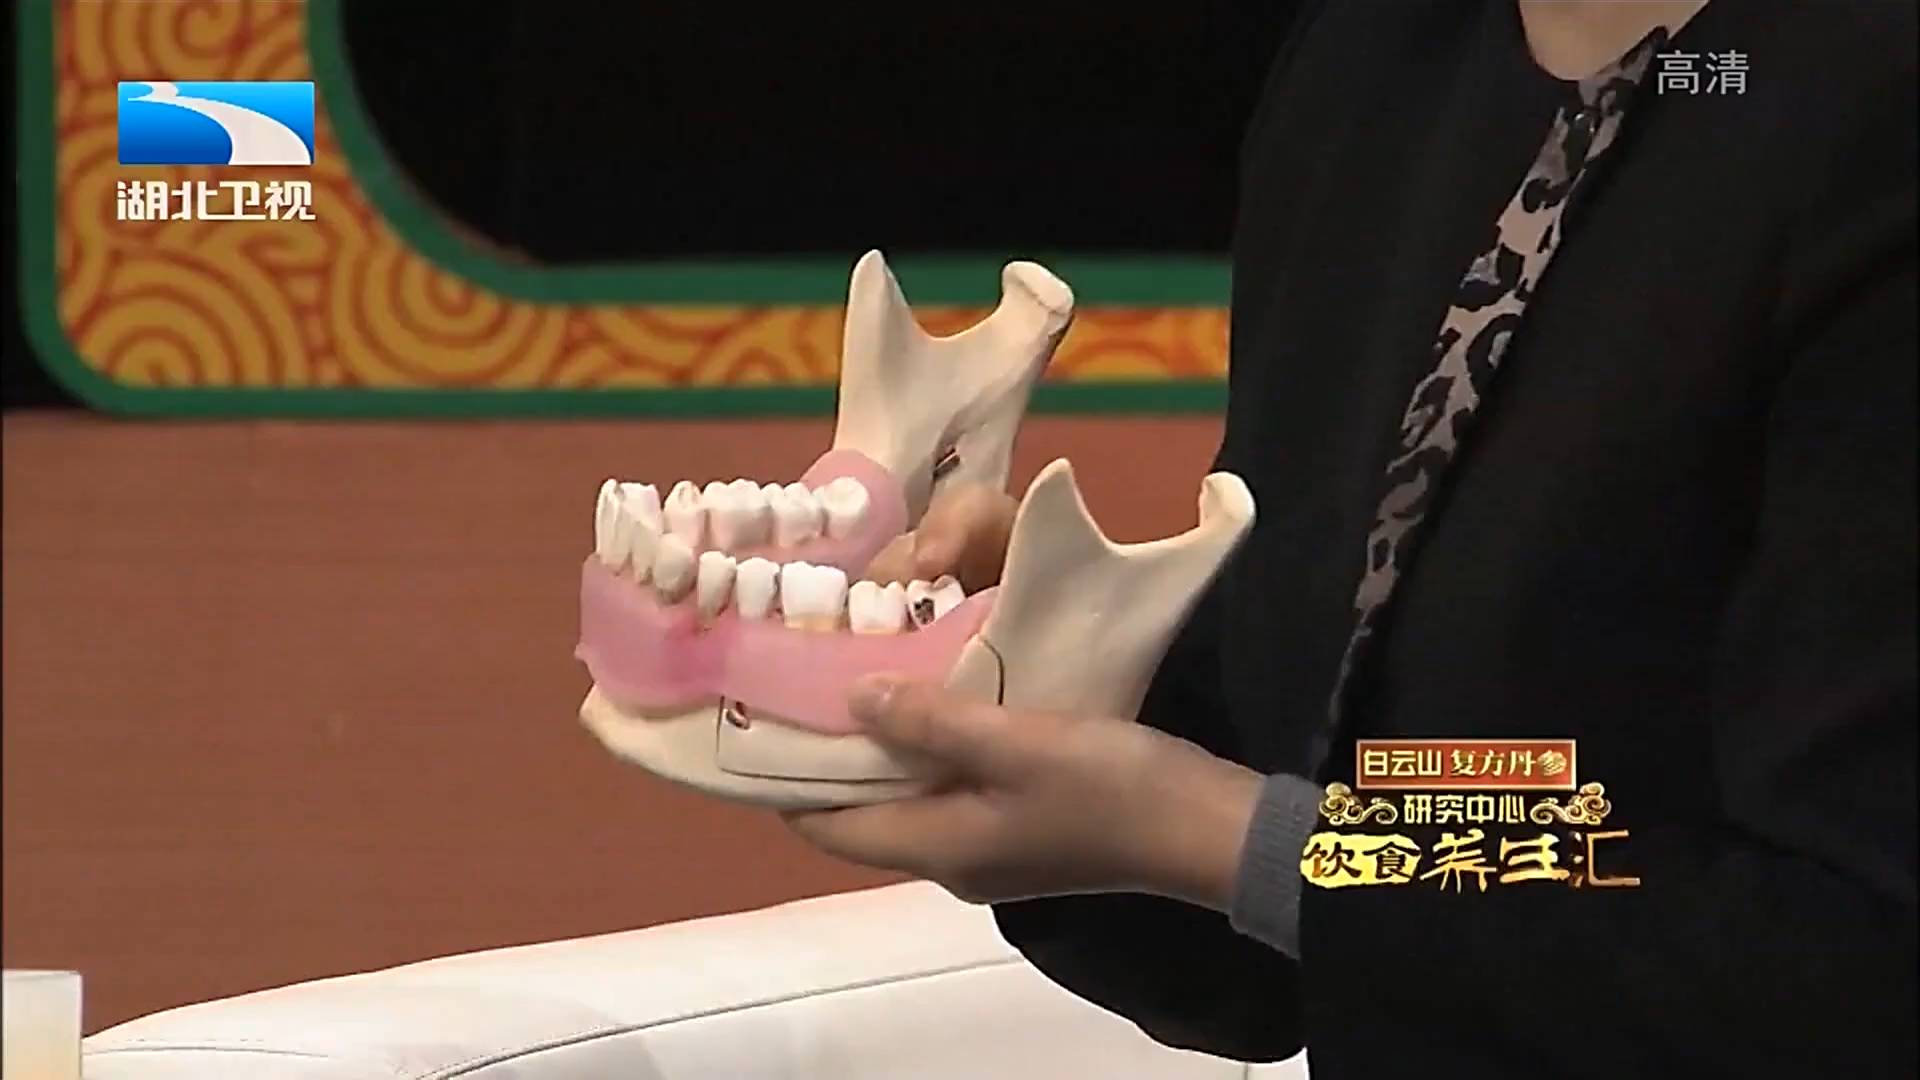 高清
湖北卫视
白云山 复方丹参
研究中心
饮食养生汇